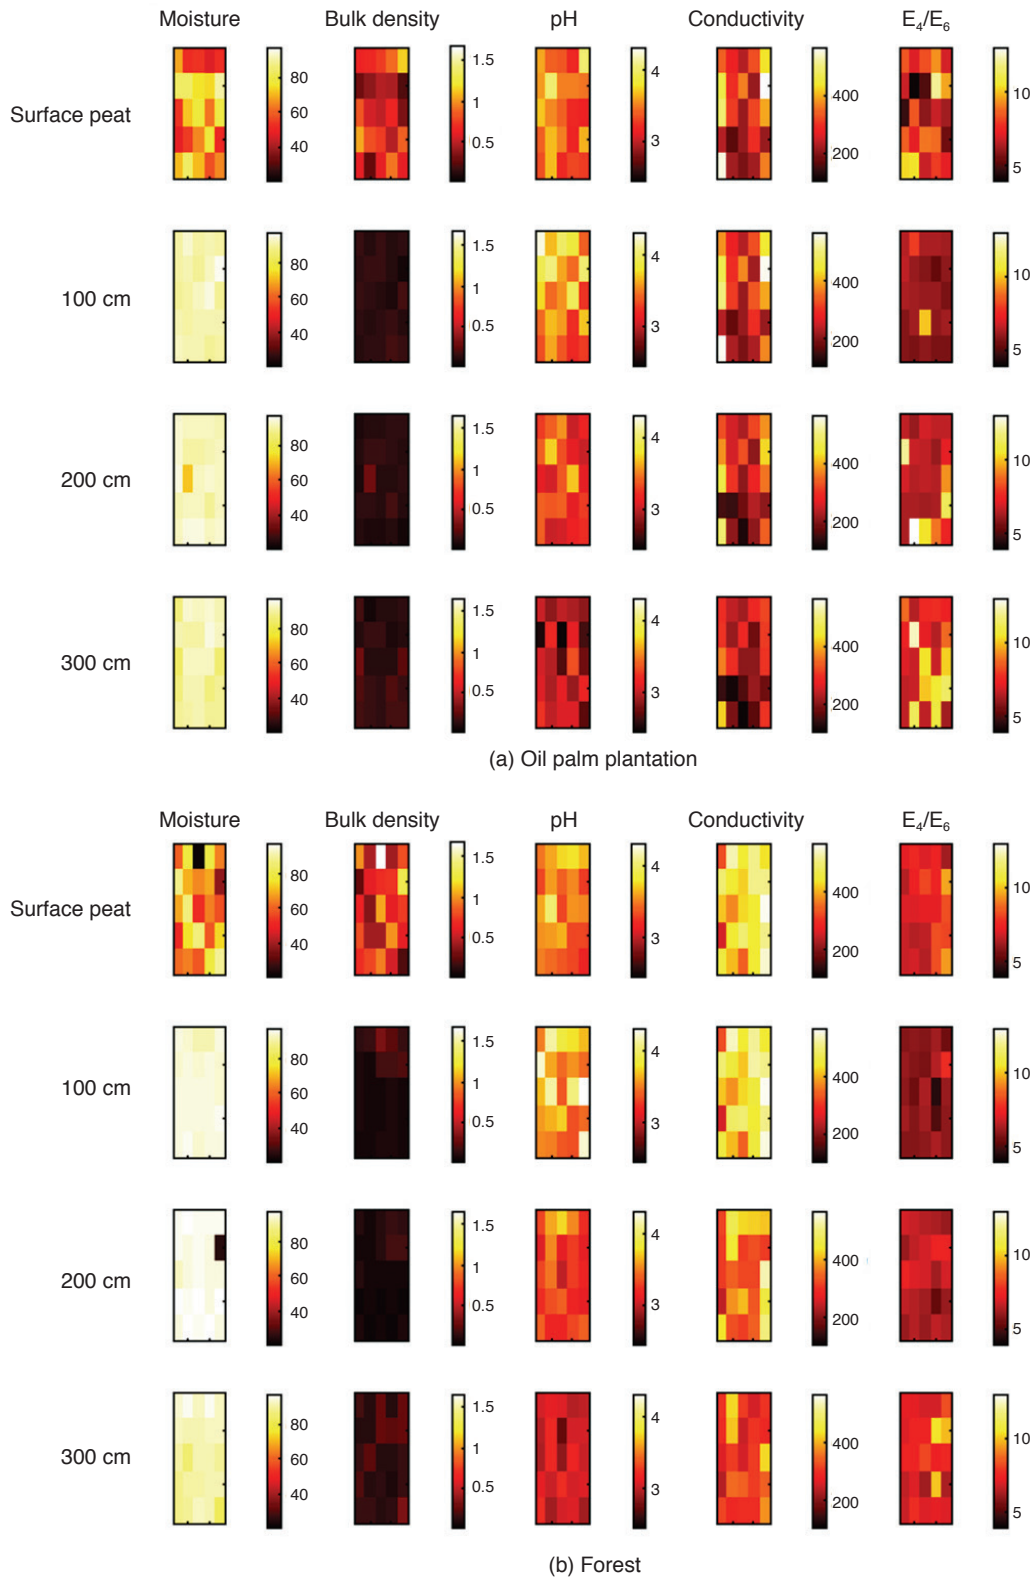 Moisture Bulk density pH Conductivity E4/E6
Surface peat 80 60 40 1.5 1 0.5 4 3 400 200 10 5
100 cm 80 60 40 1.5 1 0.5 4 3 400 200 10 5
200 cm 80 60 40 1.5 1 0.5 4 3 400 200 10 5
300 cm 80 60 40 1.5 1 0.5 4 3 400 200 10 5
(a) Oil palm plantation
Moisture Bulk density pH Conductivity E4/E6
Surface peat 80 60 40 1.5 1 0.5 4 3 400 200 10 5
100 cm 80 60 40 1.5 1 0.5 4 3 400 200 10 5
200 cm 80 60 40 1.5 1 0.5 4 3 400 200 10 5
300 cm 80 60 40 1.5 1 0.5 4 3 400 200 10 5
(b) Forest